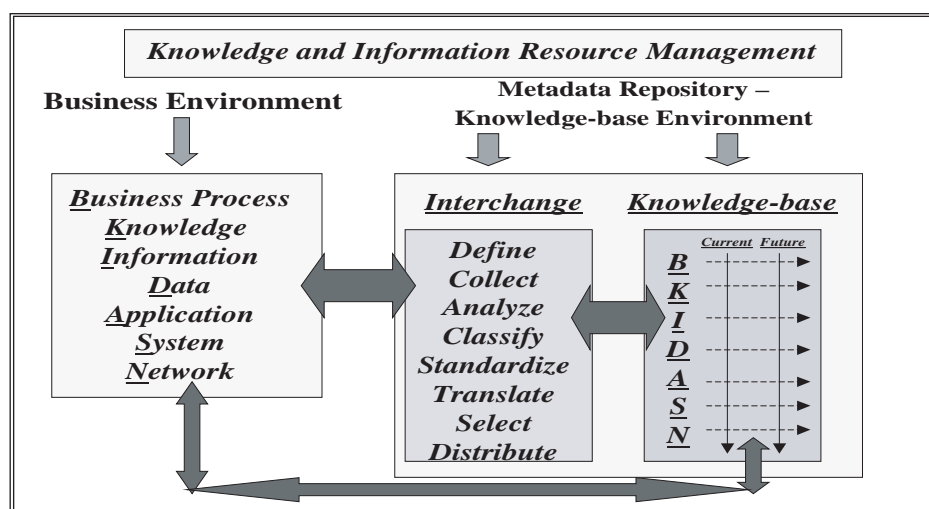 Knowledge and Information Resource Management
Business Environment
Metadata Repository –
Knowledge-base Environment
Business Process
Knowledge
Information
Data
Application
System
Network
Interchange
Define
Collect
Analyze
Classify
Standardize
Translate
Select
Distribute
Knowledge-base
Current Future
B
K
I
D
A
S
N